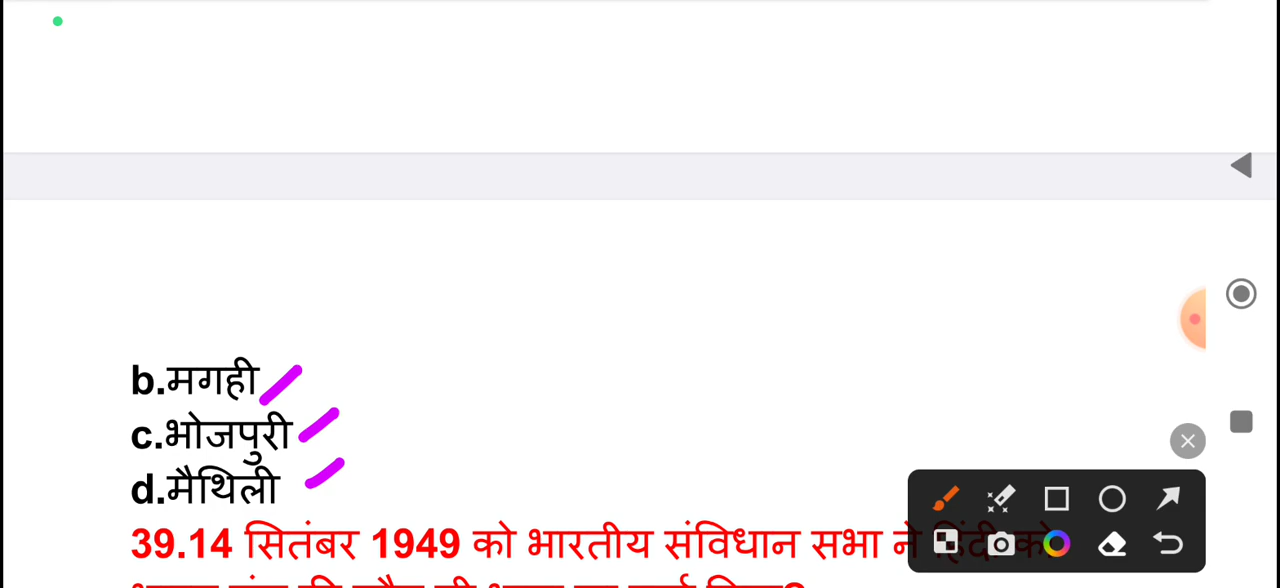 b.मगही
c.भोजपुरी
d.मैथिली
39.14 सितंबर 1949 को भारतीय संविधान सभा ने हिंदी को